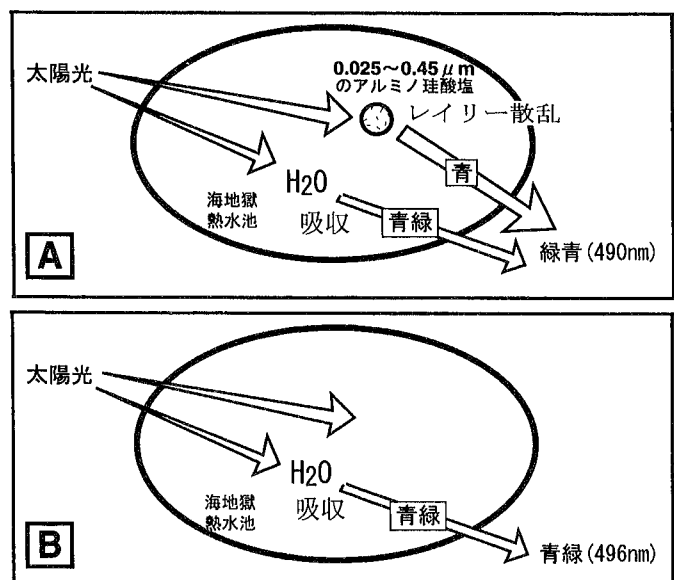 太陽光
0.025〜0.45μm
のアルミノ珪酸塩
レイリー散乱
青
H2O
海地獄
熱水池
吸収
青緑
緑青(490nm)
A
太陽光
H2O
海地獄
熱水池
吸収
青緑
青緑(496nm)
B